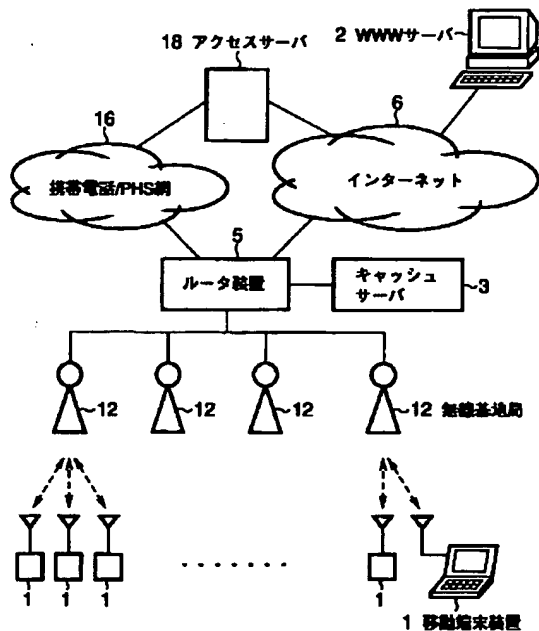 18 アクセスサーバ
2 WWWサーバ
16
6
携帯電話/PHS網
インターネット
5
ルータ装置
キャッシュ
サーバ
3
12
12
12
12 無線基地局
1
1
1
1
1 移動端末装置